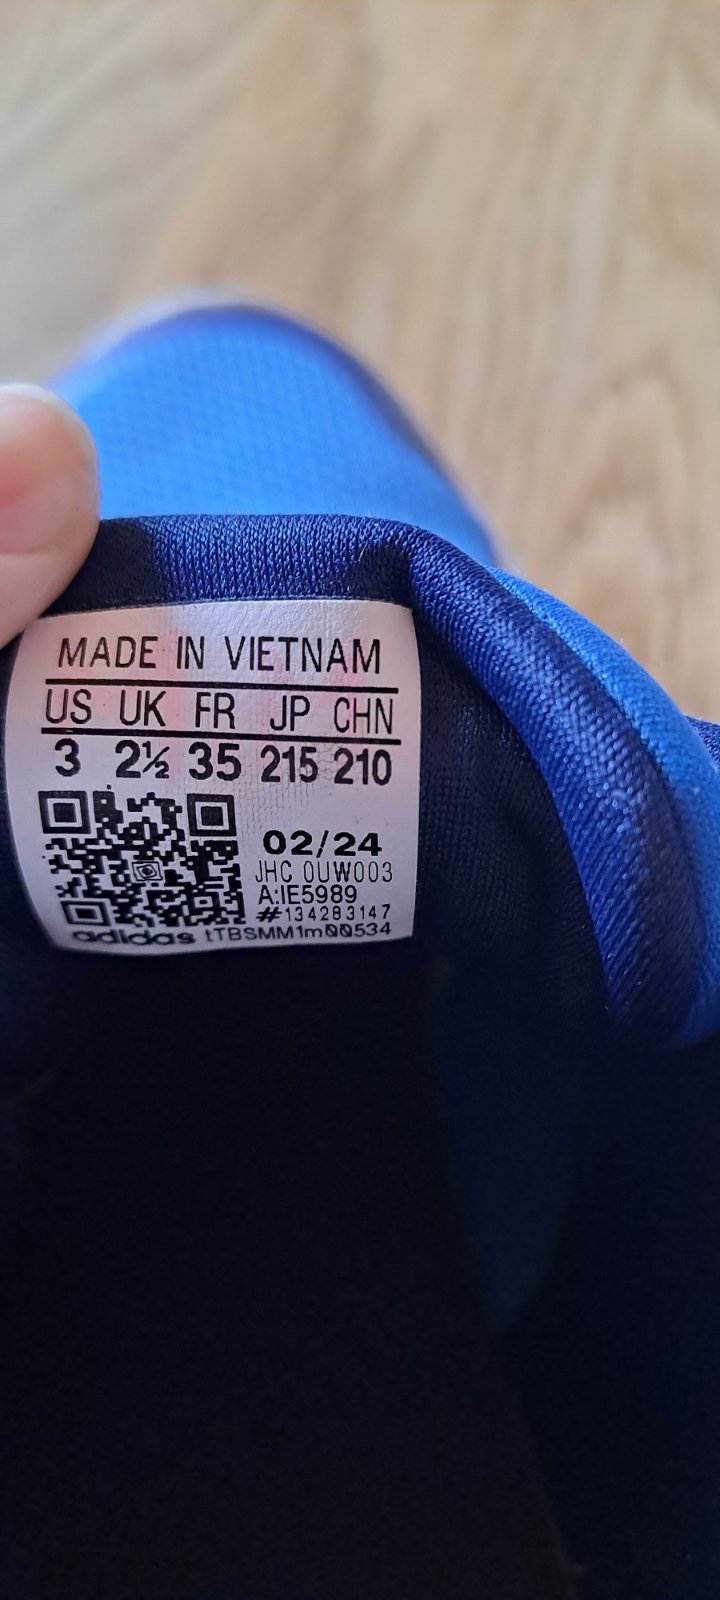 MADE IN VIETNAM
US UK FR JP CHN
3 2½ 35 215 210
02/24
JHC 0UW003
A:IE5989
#134283147
adidas tTBSMM1m00534